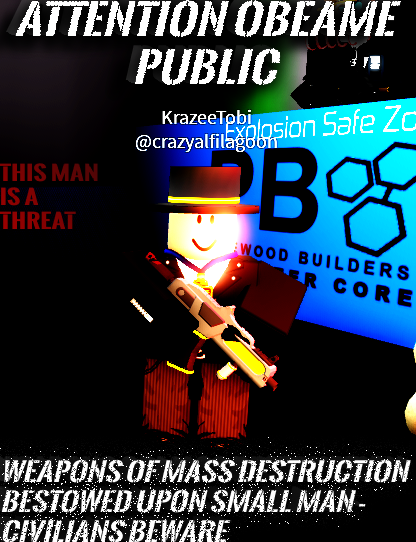 ATTENTION OBEAME
PUBLIC
KrazeeTobi
@crazyalfilagoon
Explosion Safe Zo
PB
EWOOD BUILDERS
ER CORE
THIS MAN
IS A
THREAT
WEAPONS OF MASS DESTRUCTION
BESTOWED UPON SMALL MAN -
CIVILIANS BEWARE